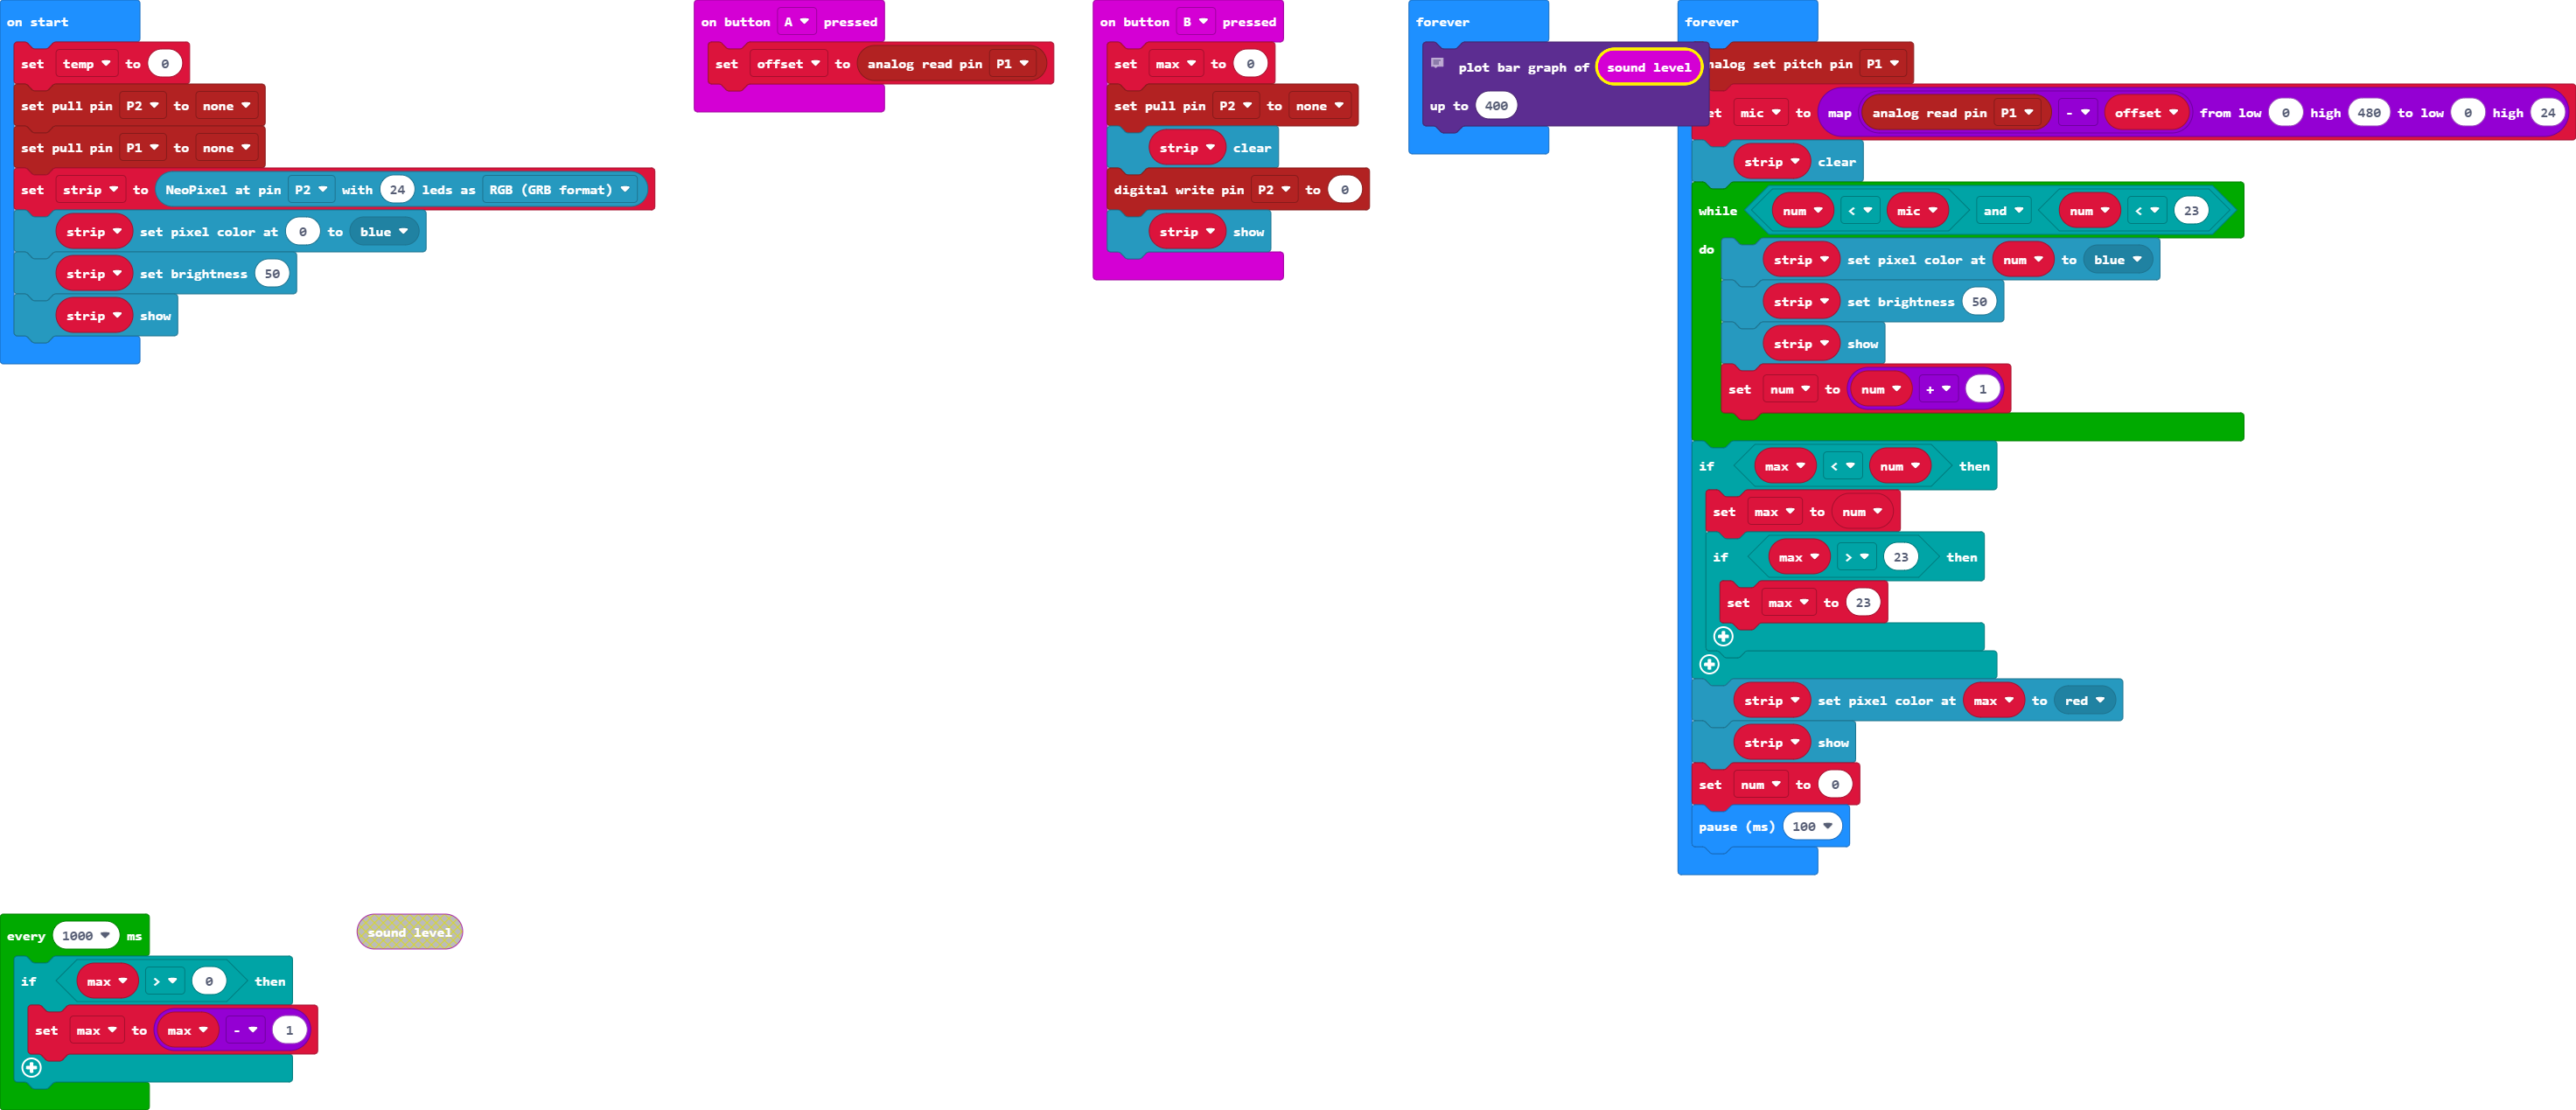 on start
set temp to 0
set pull pin P2 to none
set pull pin P1 to none
set strip to NeoPixel at pin P2 with 24 leds as RGB (GRB format)
strip set pixel color at 0 to blue
strip set brightness 50
strip show
on button A pressed
set offset to analog read pin P1
on button B pressed
set max to 0
set pull pin P2 to none
strip clear
digital write pin P2 to 0
strip show
forever
plot bar graph of sound level
up to 400
forever
nalog set pitch pin P1
et mic to map analog read pin P1 - offset from low 0 high 480 to low 0 high 24
strip clear
while num < mic and num < 23
do
strip set pixel color at num to blue
strip set brightness 50
strip show
set num to num + 1
if max < num then
set max to num
if max > 23 then
set max to 23
strip set pixel color at max to red
strip show
set num to 0
pause (ms) 100
every 1000 ms
if max > 0 then
set max to max - 1
sound level